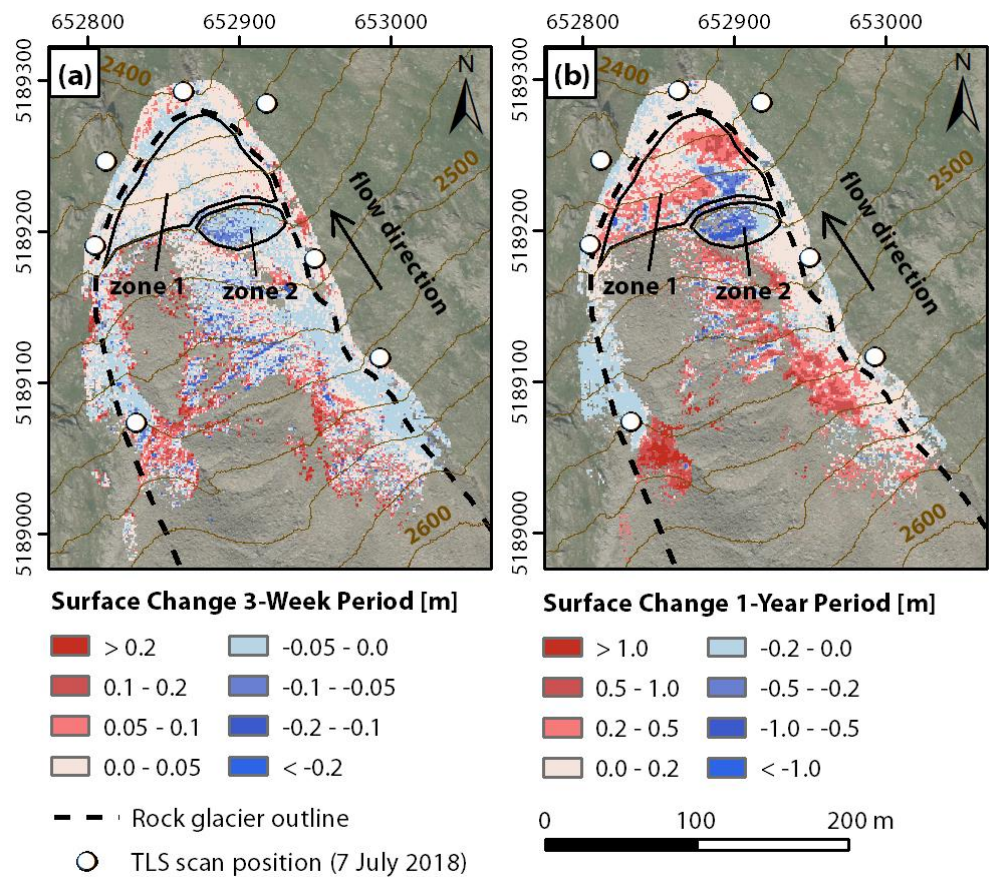 652800 652900 653000 652800 652900 653000
(a)
2400
N
5189300
2500
flow direction
5189200
zone 1
zone 2
5189100
5189000
2600
(b)
2400
N
5189300
2500
flow direction
5189200
zone 1
zone 2
5189100
5189000
2600
Surface Change 3-Week Period [m]
> 0.2 -0.05 - 0.0
0.1 - 0.2 -0.1 - -0.05
0.05 - 0.1 -0.2 - -0.1
0.0 - 0.05 < -0.2
Rock glacier outline
TLS scan position (7 July 2018)
Surface Change 1-Year Period [m]
> 1.0 -0.2 - 0.0
0.5 - 1.0 -0.5 - -0.2
0.2 - 0.5 -1.0 - -0.5
0.0 - 0.2 < -1.0
0 100 200 m